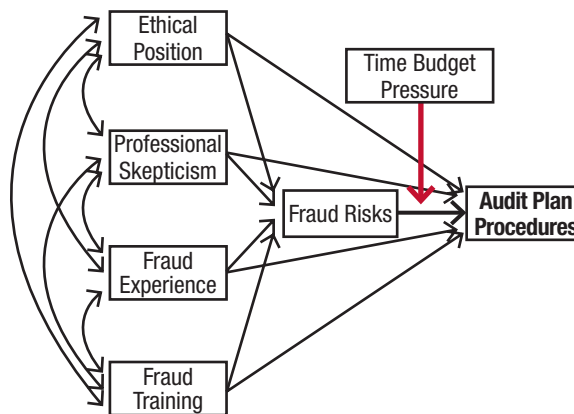 Ethical
Position
Time Budget
Pressure
Professional
Skepticism
Fraud Risks
Audit Plan
Procedures
Fraud
Experience
Fraud
Training